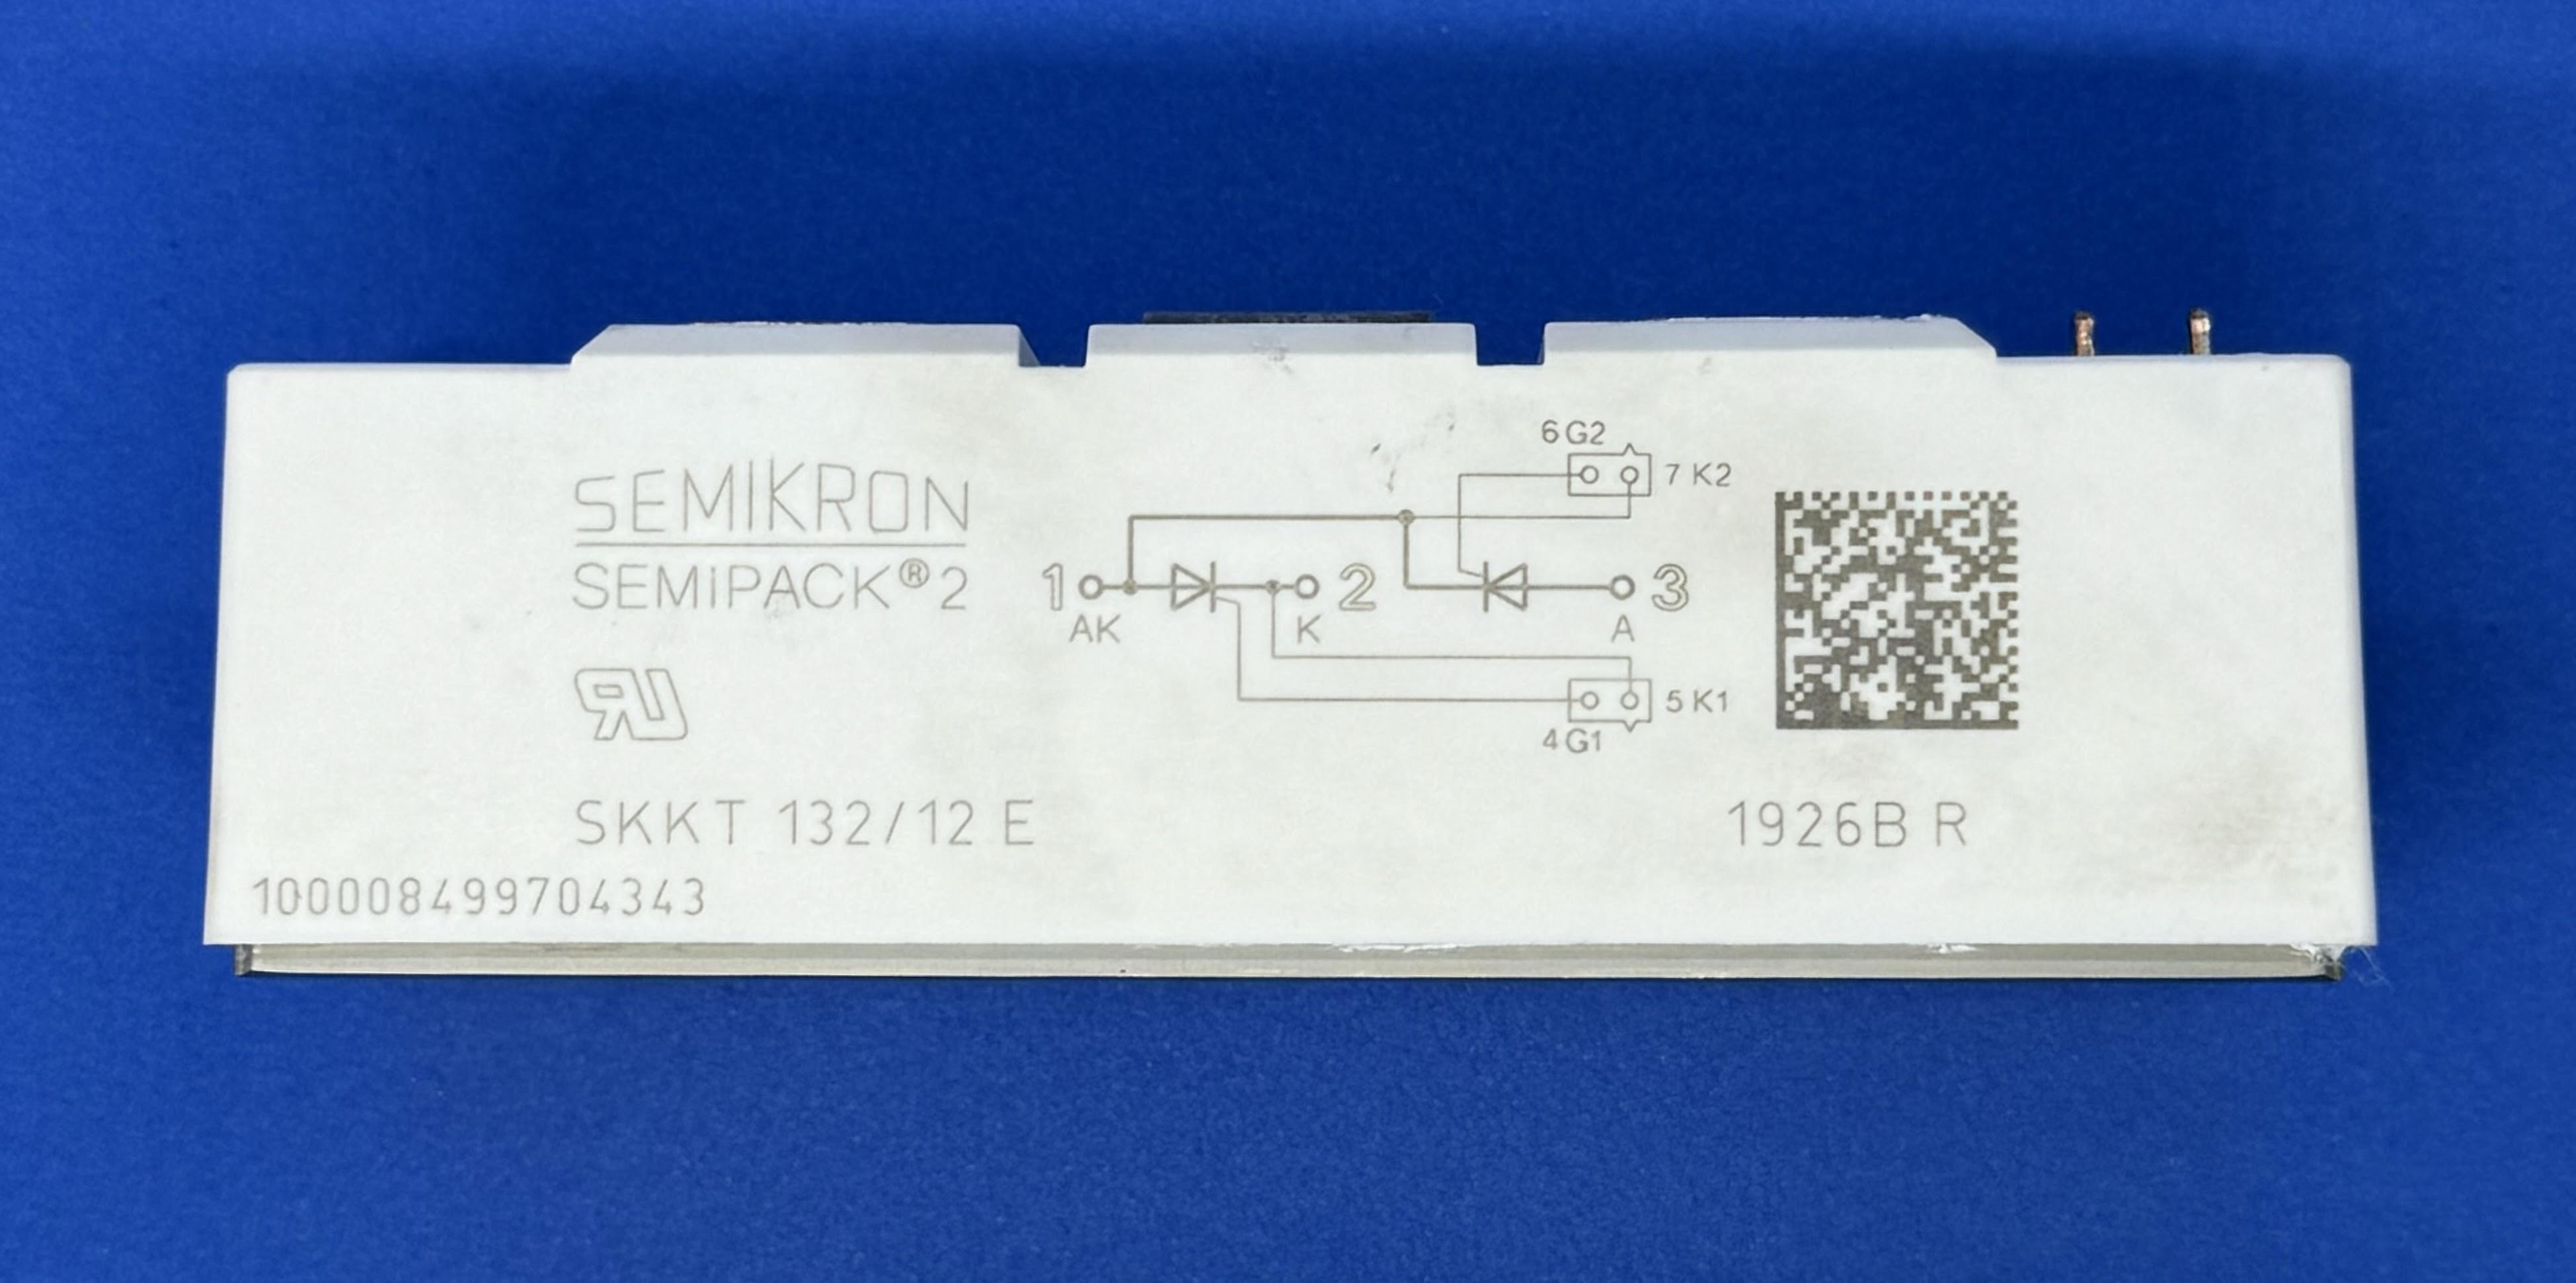 SEMIKRON
SEMIPACK® 2
6 G2
7 K2
1
AK
2
K
3
A
5 K1
4 G1
RU
SKKT 132/12 E
1926B R
100008499704343